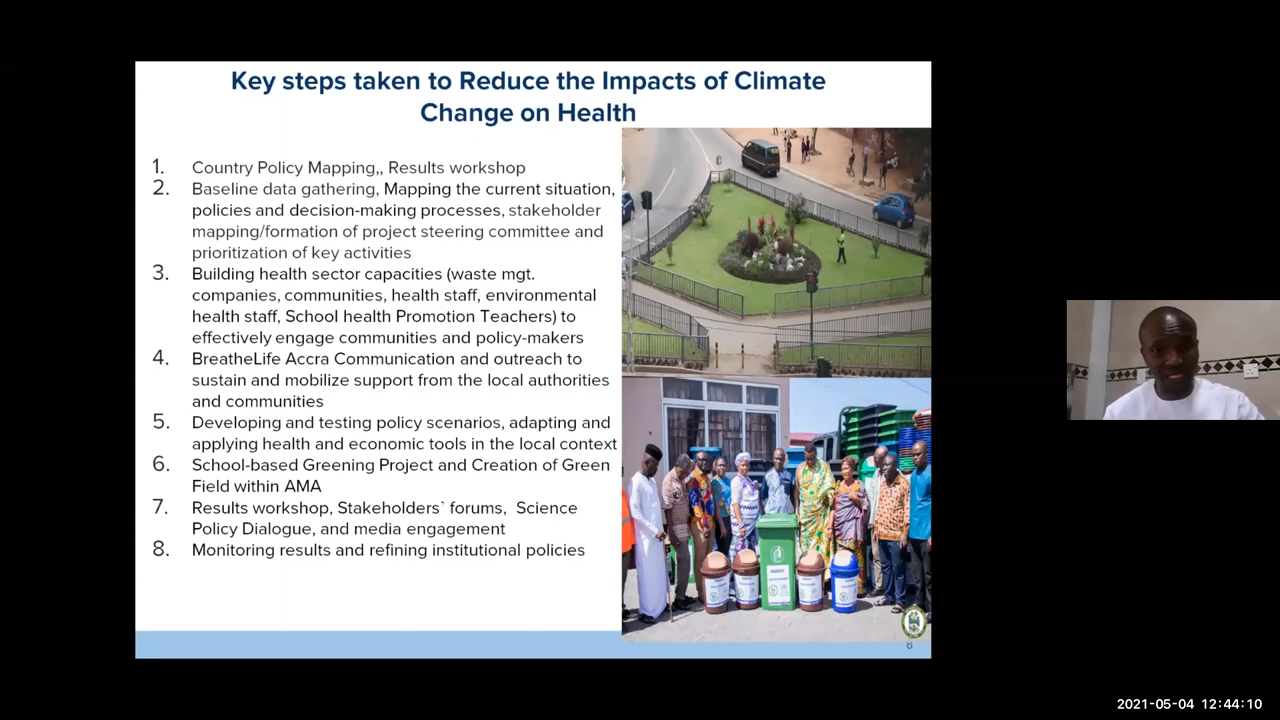 Key steps taken to Reduce the Impacts of Climate
Change on Health
1. Country Policy Mapping,, Results workshop
2. Baseline data gathering, Mapping the current situation,
policies and decision-making processes, stakeholder
mapping/formation of project steering committee and
prioritization of key activities
3. Building health sector capacities (waste mgt.
companies, communities, health staff, environmental
health staff, School health Promotion Teachers) to
effectively engage communities and policy-makers
4. BreatheLife Accra Communication and outreach to
sustain and mobilize support from the local authorities
and communities
5. Developing and testing policy scenarios, adapting and
applying health and economic tools in the local context
6. School-based Greening Project and Creation of Green
Field within AMA
7. Results workshop, Stakeholders` forums,  Science
Policy Dialogue, and media engagement
8. Monitoring results and refining institutional policies
2021-05-04 12:44:10